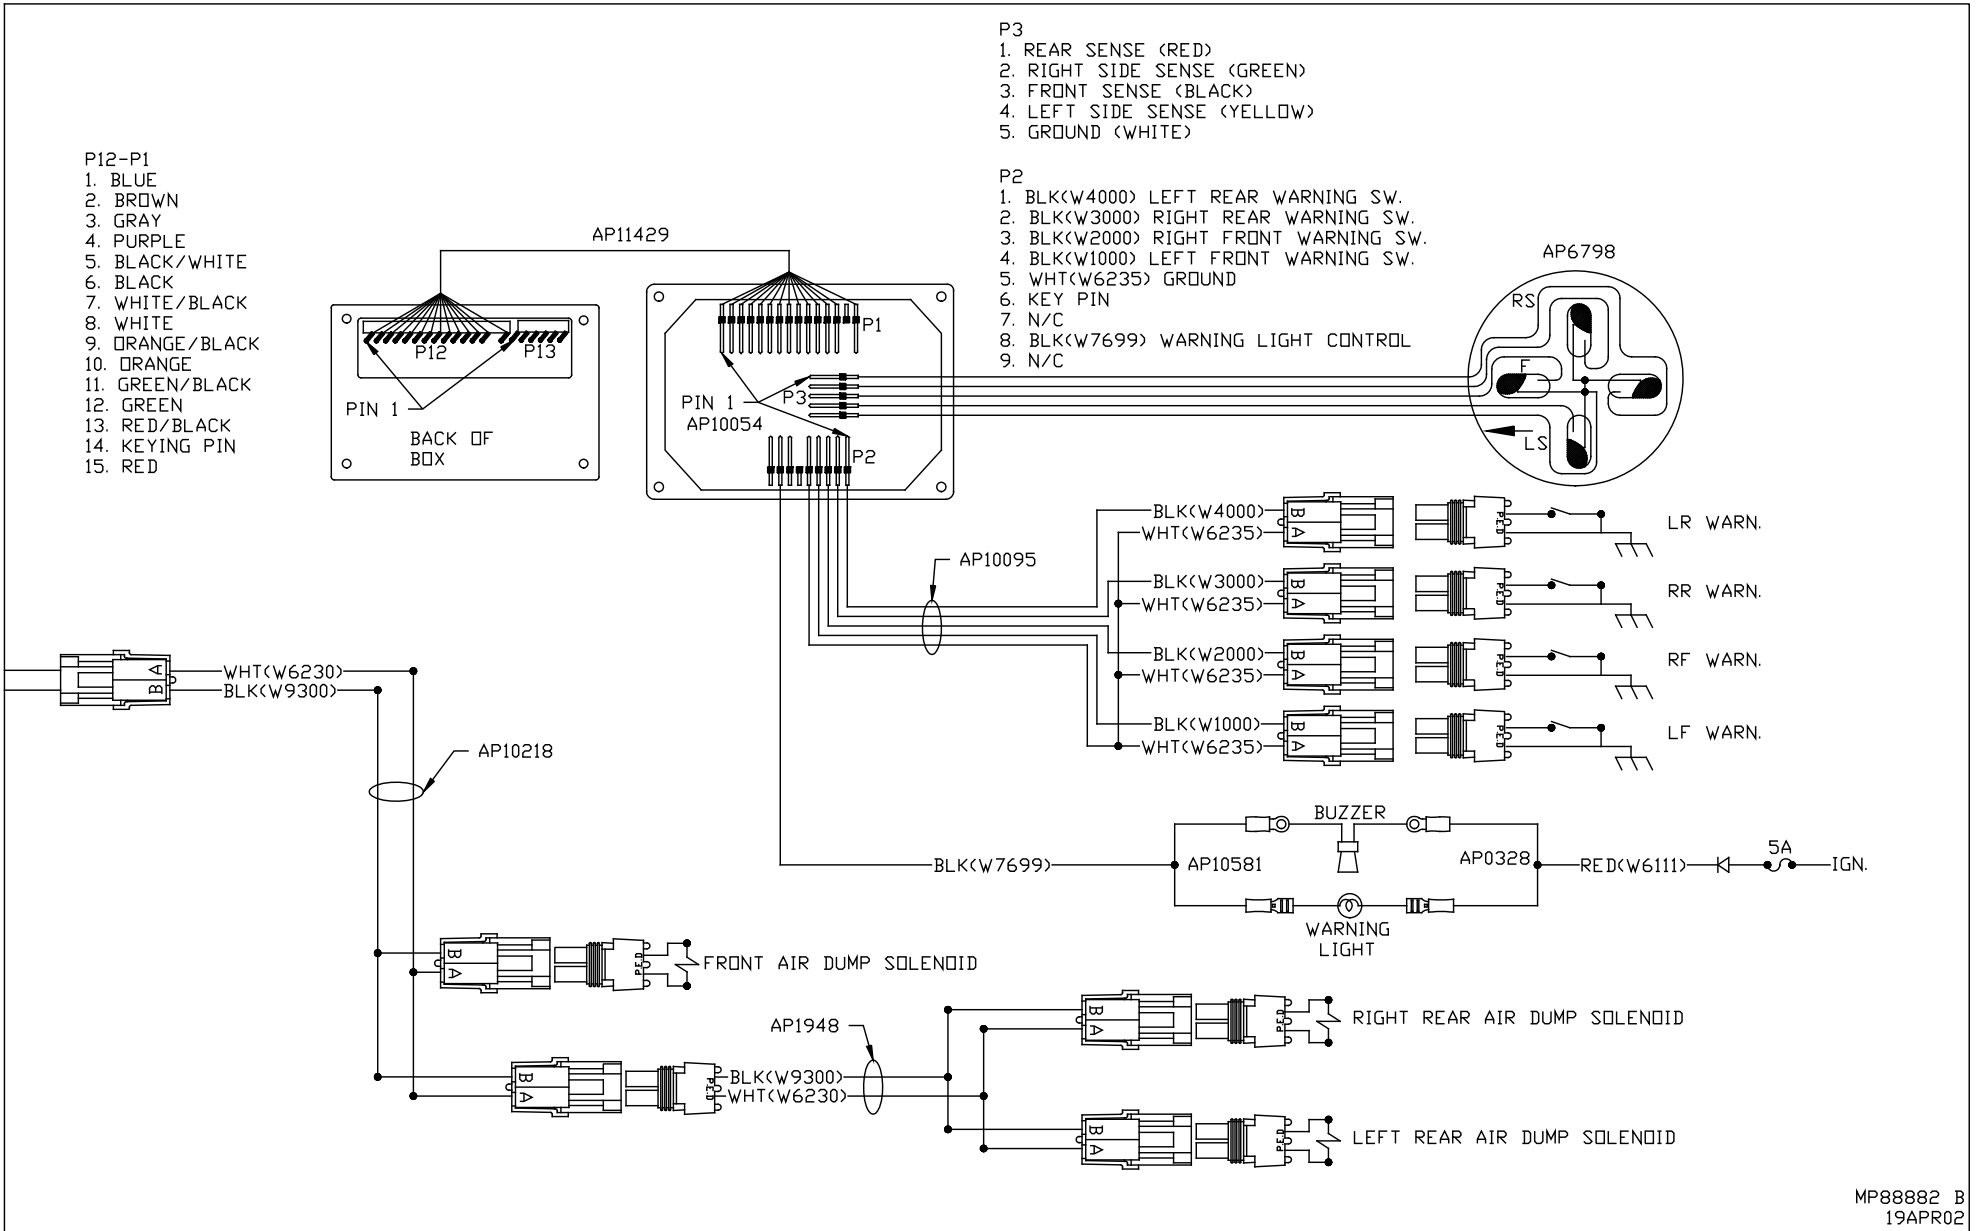 P3
1. REAR SENSE (RED)
2. RIGHT SIDE SENSE (GREEN)
3. FRONT SENSE (BLACK)
4. LEFT SIDE SENSE (YELLOW)
5. GROUND (WHITE)
P12-P1
1. BLUE
2. BROWN
3. GRAY
4. PURPLE
5. BLACK/WHITE
6. BLACK
7. WHITE/BLACK
8. WHITE
9. ORANGE/BLACK
10. ORANGE
11. GREEN/BLACK
12. GREEN
13. RED/BLACK
14. KEYING PIN
15. RED
P2
1. BLK(W4000) LEFT REAR WARNING SW.
2. BLK(W3000) RIGHT REAR WARNING SW.
3. BLK(W2000) RIGHT FRONT WARNING SW.
4. BLK(W1000) LEFT FRONT WARNING SW.
5. WHT(W6235) GROUND
6. KEY PIN
7. N/C
8. BLK(W7699) WARNING LIGHT CONTROL
9. N/C
AP11429
P12
P13
PIN 1
BACK OF
BOX
P1
PIN 1
P3
AP10054
P2
AP6798
RS
F
LS
AP10095
BLK(W4000)
B
WHT(W6235)
A
P.E.D
LR WARN.
BLK(W3000)
B
WHT(W6235)
A
P.E.D
RR WARN.
BLK(W2000)
B
WHT(W6235)
A
P.E.D
RF WARN.
BLK(W1000)
B
WHT(W6235)
A
P.E.D
LF WARN.
A
WHT(W6230)
B
BLK(W9300)
AP10218
BLK(W7699)
AP10581
BUZZER
AP0328
WARNING
LIGHT
RED(W6111)
5A
IGN.
B
A
P.E.D
FRONT AIR DUMP SOLENOID
B
A
P.E.D
AP1948
BLK(W9300)
WHT(W6230)
B
A
P.E.D
RIGHT REAR AIR DUMP SOLENOID
B
A
P.E.D
LEFT REAR AIR DUMP SOLENOID
MP88882 B
19APR02